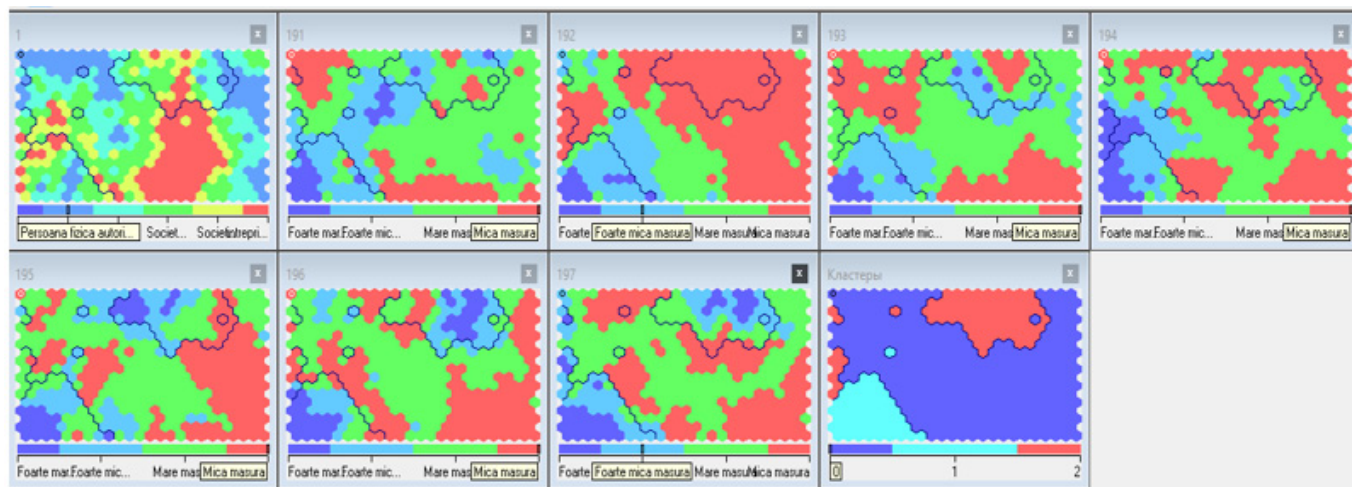 1 x
191 x
192 x
193 x
194 x
Persoana fizica autori... Societ... Societ intrepri...
Foarte mar. Foarte mic... Mare mas Mica masura
Foarte Foarte mica masura Mare masu Mica masura
Foarte mar. Foarte mic... Mare mas Mica masura
Foarte mar. Foarte mic... Mare mas Mica masura
195 x
196 x
197 x
Кластеры x
Foarte mar. Foarte mic... Mare mas Mica masura
Foarte mar. Foarte mic... Mare mas Mica masura
Foarte Foarte mica masura Mare masu Mica masura
0 1 2